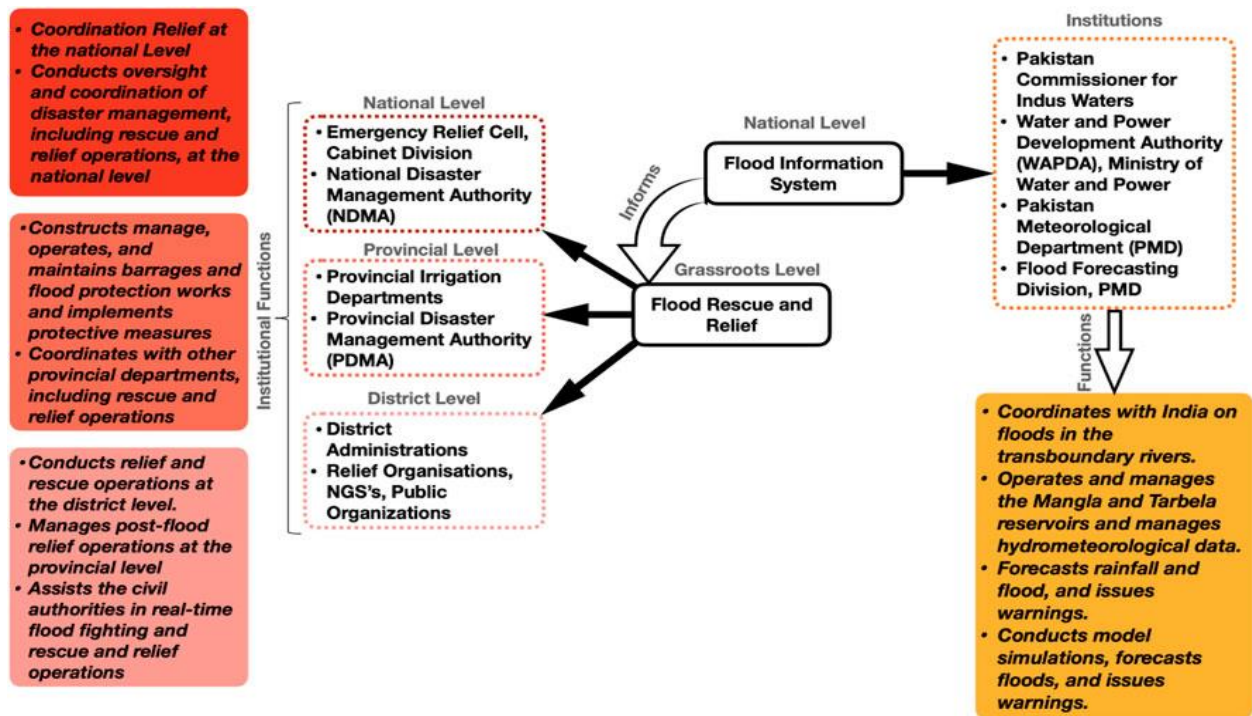 • Coordination Relief at
the national Level
• Conducts oversight
and coordination of
disaster management,
including rescue and
relief operations, at the
national level
• Constructs manage,
operates, and
maintains barrages and
flood protection works
and implements
protective measures
• Coordinates with other
provincial departments,
including rescue and
relief operations
• Conducts relief and
rescue operations at
the district level.
• Manages post-flood
relief operations at the
provincial level
• Assists the civil
authorities in real-time
flood fighting and
rescue and relief
operations
Institutional Functions
National Level
• Emergency Relief Cell,
Cabinet Division
• National Disaster
Management Authority
(NDMA)
Provincial Level
• Provincial Irrigation
Departments
• Provincial Disaster
Management Authority
(PDMA)
District Level
• District
Administrations
• Relief Organisations,
NGS's, Public
Organizations
National Level
Flood Information
System
Informs
Grassroots Level
Flood Rescue and
Relief
Institutions
• Pakistan
Commissioner for
Indus Waters
• Water and Power
Development Authority
(WAPDA), Ministry of
Water and Power
• Pakistan
Meteorological
Department (PMD)
• Flood Forecasting
Division, PMD
Functions
• Coordinates with India on
floods in the
transboundary rivers.
• Operates and manages
the Mangla and Tarbela
reservoirs and manages
hydrometeorological data.
• Forecasts rainfall and
flood, and issues
warnings.
• Conducts model
simulations, forecasts
floods, and issues
warnings.